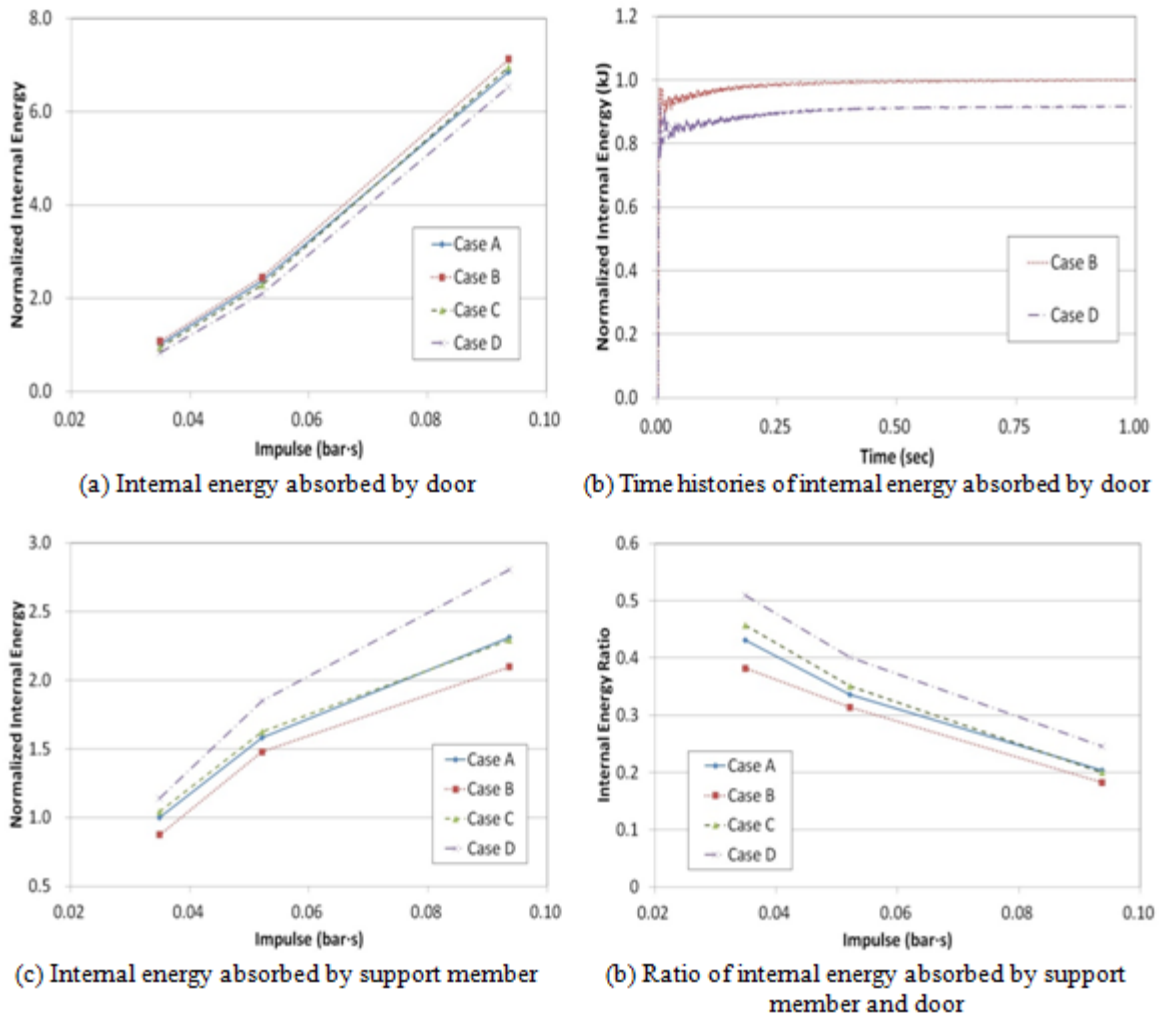 8.0
6.0
4.0
2.0
0.0
Normalized Internal Energy
Case A
Case B
Case C
Case D
0.02 0.04 0.06 0.08 0.10
Impulse (bar·s)
(a) Internal energy absorbed by door
1.2
1.0
0.8
0.6
0.4
0.2
0.0
Normalized Internal Energy (kJ)
Case B
Case D
0.00 0.25 0.50 0.75 1.00
Time (sec)
(b) Time histories of internal energy absorbed by door
3.0
2.5
2.0
1.5
1.0
0.5
Normalized Internal Energy
Case A
Case B
Case C
Case D
0.02 0.04 0.06 0.08 0.10
Impulse (bar·s)
(c) Internal energy absorbed by support member
0.6
0.5
0.4
0.3
0.2
0.1
0
Internal Energy Ratio
Case A
Case B
Case C
Case D
0.02 0.04 0.06 0.08 0.10
Impulse (bar·s)
(b) Ratio of internal energy absorbed by support
member and door